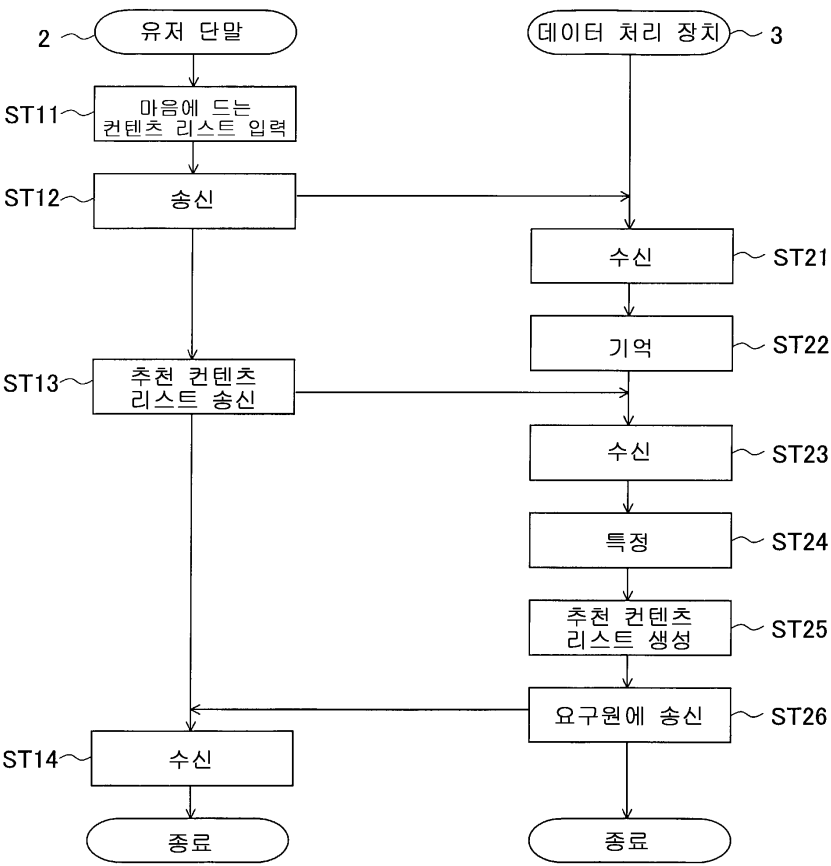 2
유저 단말
데이터 처리 장치
3
ST11
마음에 드는
컨텐츠 리스트 입력
ST12
송신
수신
ST21
기억
ST22
ST13
추천 컨텐츠
리스트 송신
수신
ST23
특정
ST24
추천 컨텐츠
리스트 생성
ST25
요구원에 송신
ST26
ST14
수신
종료
종료